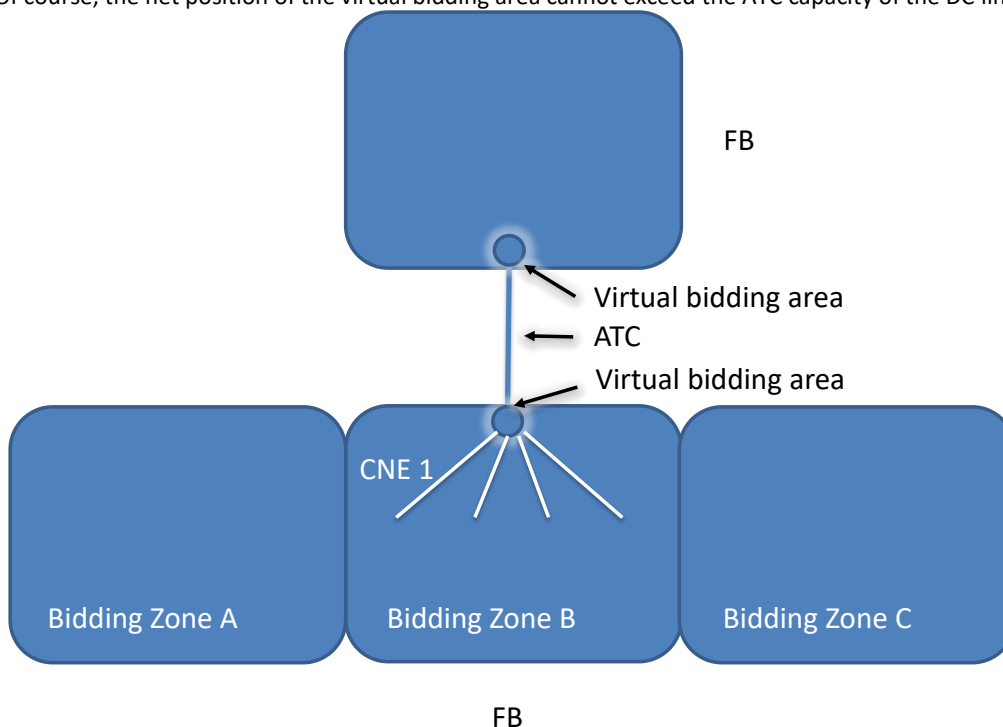 Of course, the net position of the virtual bidding area cannot exceed the ATC capacity of the DC
FB
Virtual bidding area
ATC
Virtual bidding area
CNE 1
Bidding Zone A
Bidding Zone B
Bidding Zone C
FB